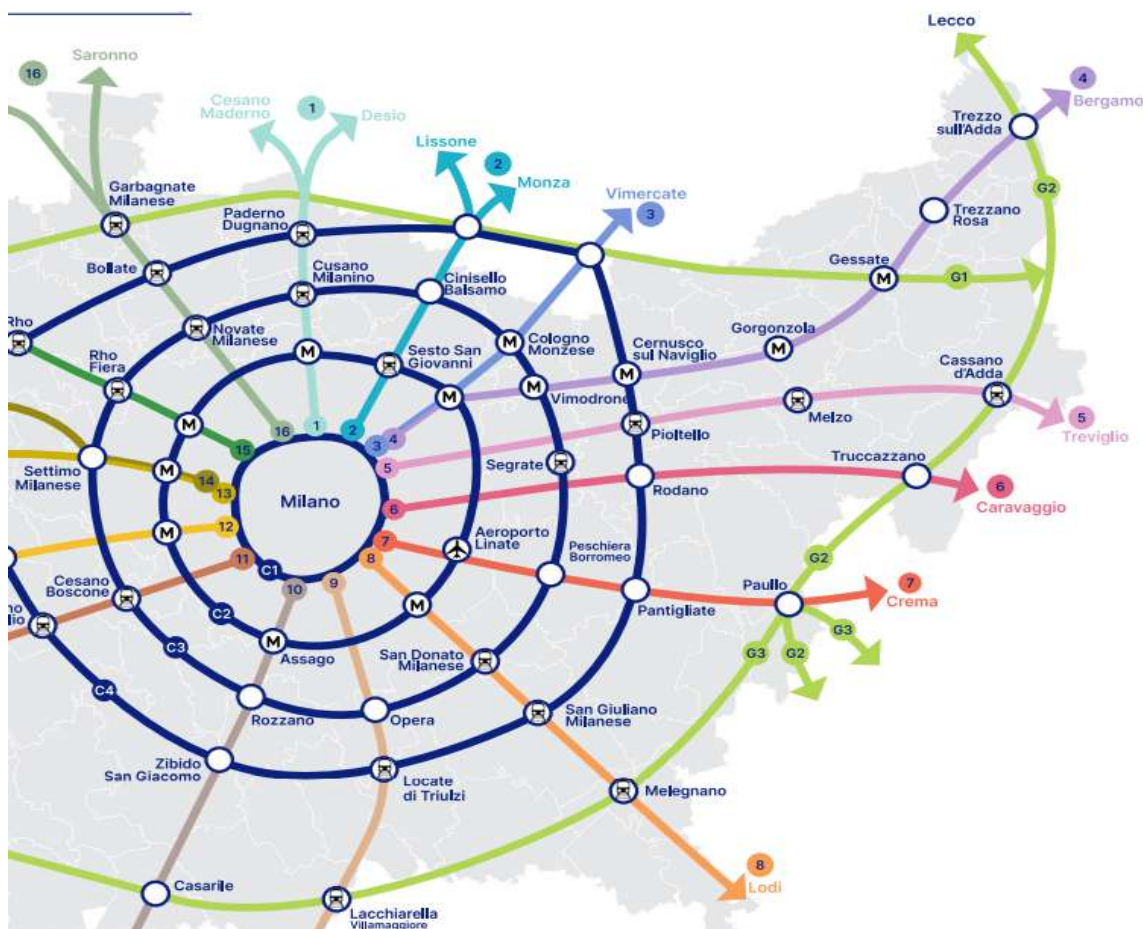 Lecco
Saronno
16
4
Bergamo
Cesano
Maderno
1
Desio
Lissone
2
Monza
Trezzo
sull'Adda
Garbagnate
Milanese
Paderno
Dugnano
Vimercate
3
G2
Trezzano
Rosa
Bollate
Cusano
Milanino
Cinisello
Balsamo
Gessate
G1
Rho
Novate
Milanese
Sesto San
Giovanni
Cologno
Monzese
Gorgonzola
Cernusco
sul Naviglio
Rho
Fiera
M
M
M
M
M
M
Cassano
d'Adda
Vimodrone
Melzo
5
Treviglio
Pioltello
16
1
2
3
4
15
5
Settimo
Milanese
M
M
14
13
Milano
Segrate
Truccazzano
Rodano
6
6
Caravaggio
12
M
7
Aeroporto
Linate
Peschiera
Borromeo
G2
11
C1
8
Cesano
Boscone
10
9
Paullo
7
Crema
Pantigliate
C2
M
G3
G3
G2
M
Assago
C3
San Donato
Milanese
C4
Rozzano
Opera
San Giuliano
Milanese
Zibido
San Giacomo
Locate
di Triulzi
Melegnano
8
Lodi
Casarile
Lacchiarella
Villamaggiore